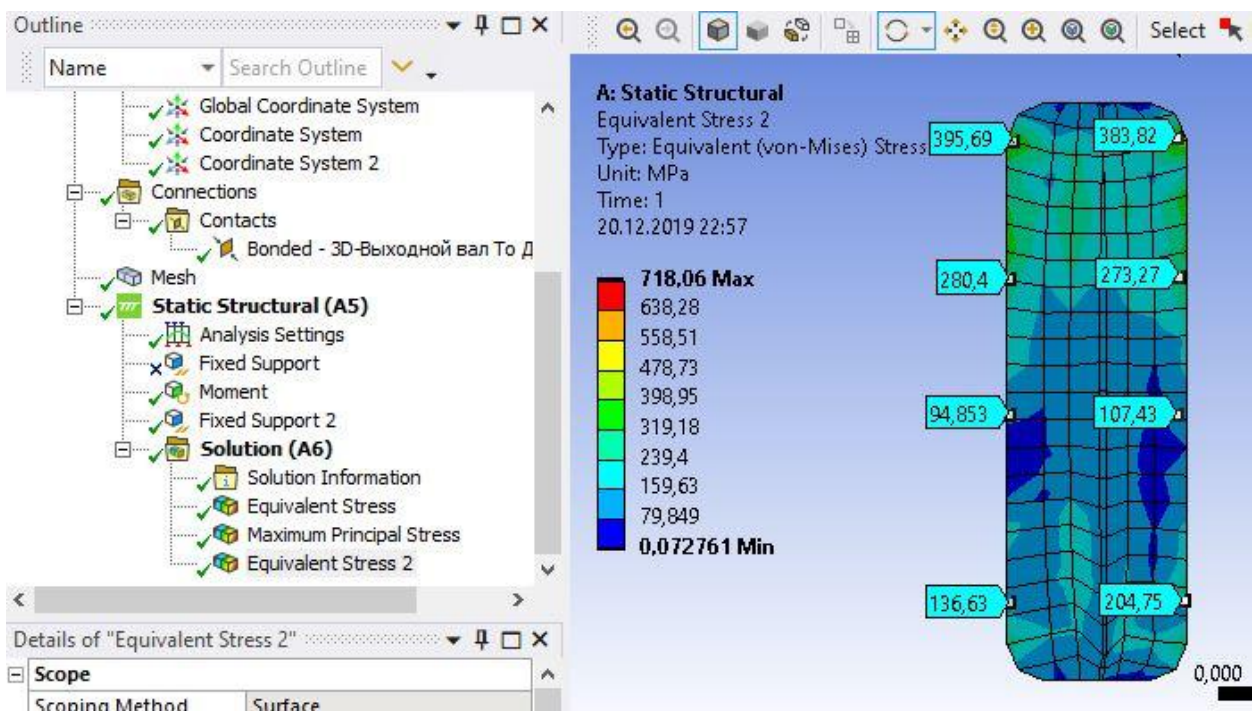 Outline
Name
Search Outline
Global Coordinate System
Coordinate System
Coordinate System 2
Connections
Contacts
Bonded - 3D-Выходной вал To Д
Mesh
Static Structural (A5)
Analysis Settings
Fixed Support
Moment
Fixed Support 2
Solution (A6)
Solution Information
Equivalent Stress
Maximum Principal Stress
Equivalent Stress 2
Details of "Equivalent Stress 2"
Scope
Scoping Method Surface
Select
A: Static Structural
Equivalent Stress 2
Type: Equivalent (von-Mises) Stress
Unit: MPa
Time: 1
20.12.2019 22:57
718,06 Max
638,28
558,51
478,73
398,95
319,18
239,4
159,63
79,849
0,072761 Min
395,69 383,82
280,4 273,27
94,853 107,43
136,63 204,75
0,000